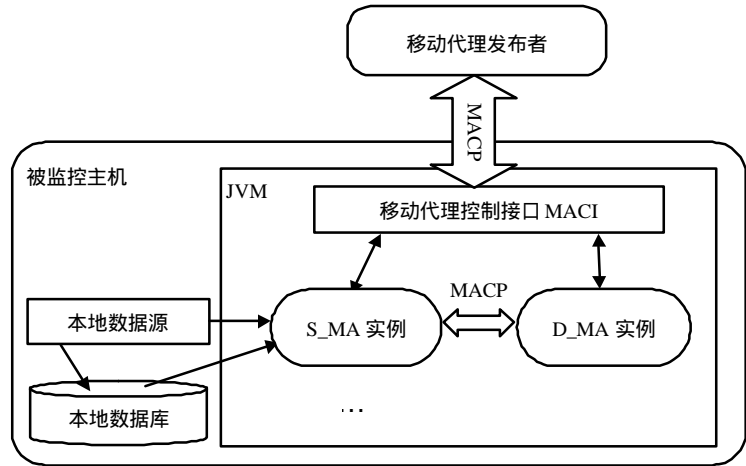 移动代理发布者
MACP
被监控主机
JVM
移动代理控制接口 MACI
MACP
本地数据源
S_MA 实例
D_MA 实例
本地数据库
…